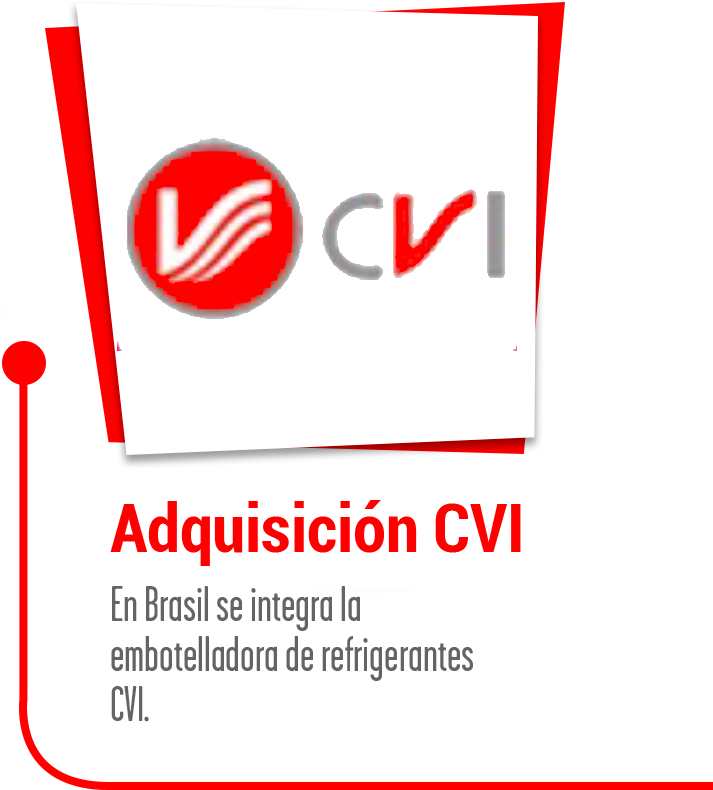 CVI
Adquisición CVI
En Brasil se integra la
embotelladora de refrigerantes
CVI.